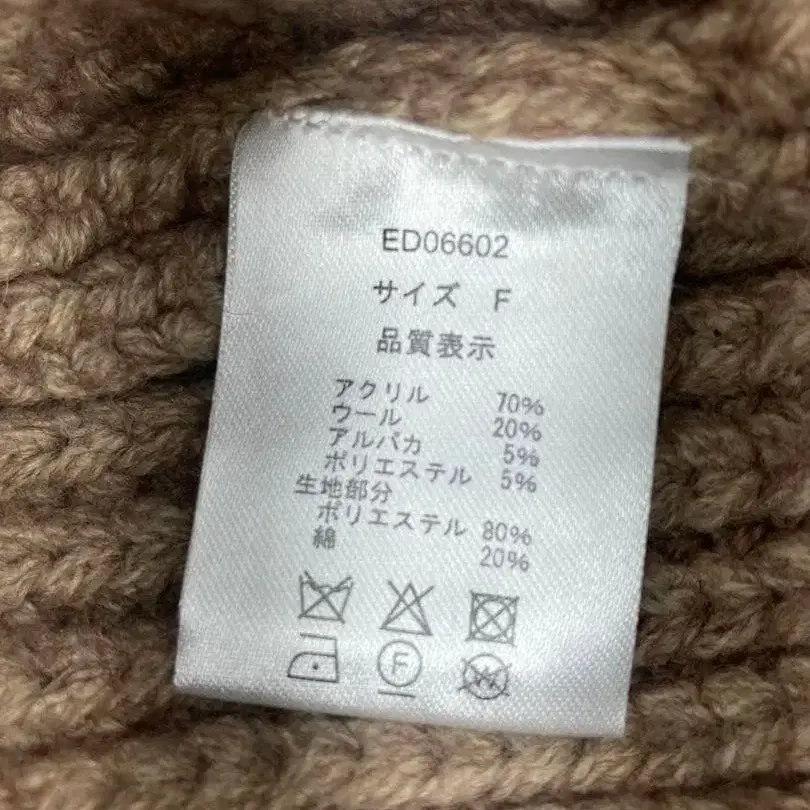 ED06602
サイズ F
品質表示
アクリル 70%
ウール 20%
アルパカ 5%
ポリエステル 5%
生地部分
ポリエステル 80%
綿 20%
F
W